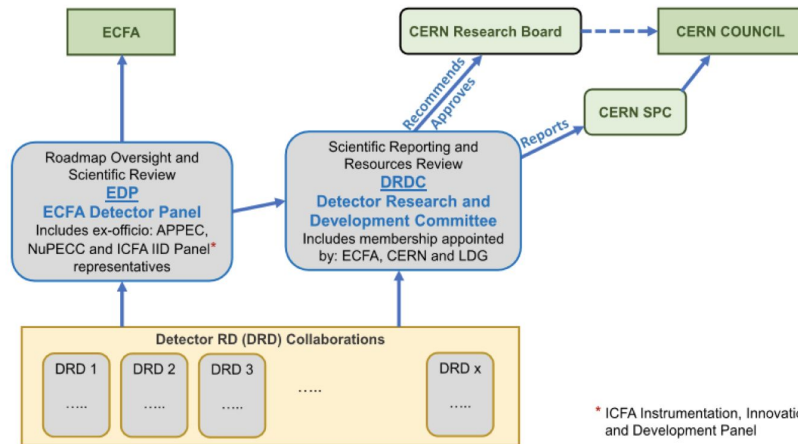 ECFA
CERN Research Board
CERN COUNCIL
Recommends
Approves
Reports
CERN SPC
Roadmap Oversight and
Scientific Review
EDP
ECFA Detector Panel
Includes ex-officio: APPEC,
NuPECC and ICFA IID Panel*
representatives
Scientific Reporting and
Resources Review
DRDC
Detector Research and
Development Committee
Includes membership appointed
by: ECFA, CERN and LDG
Detector RD (DRD) Collaborations
DRD 1
…..
DRD 2
…..
DRD 3
…..
…..
DRD x
…..
* ICFA Instrumentation, Innovatio
and Development Panel